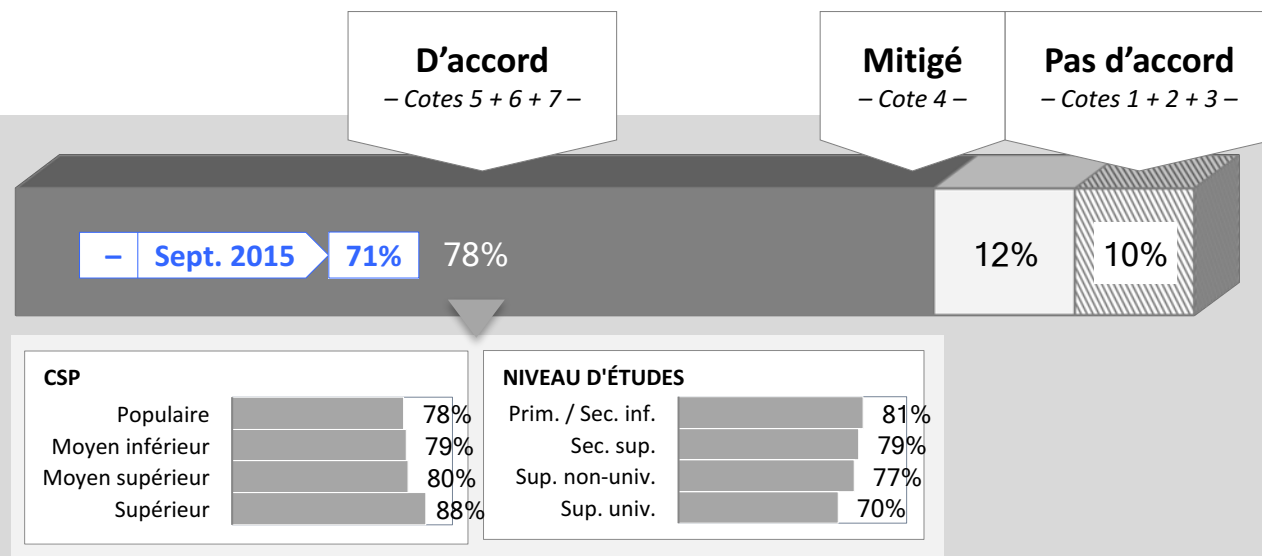 D’accord
– Cotes 5 + 6 + 7 –
Mitigé
– Cote 4 –
Pas d’accord
– Cotes 1 + 2 + 3 –
– Sept. 2015 71% 78%
12%
10%
CSP
Populaire 78%
Moyen inférieur 79%
Moyen supérieur 80%
Supérieur 88%
NIVEAU D'ÉTUDES
Prim. / Sec. inf. 81%
Sec. sup. 79%
Sup. non-univ. 77%
Sup. univ. 70%